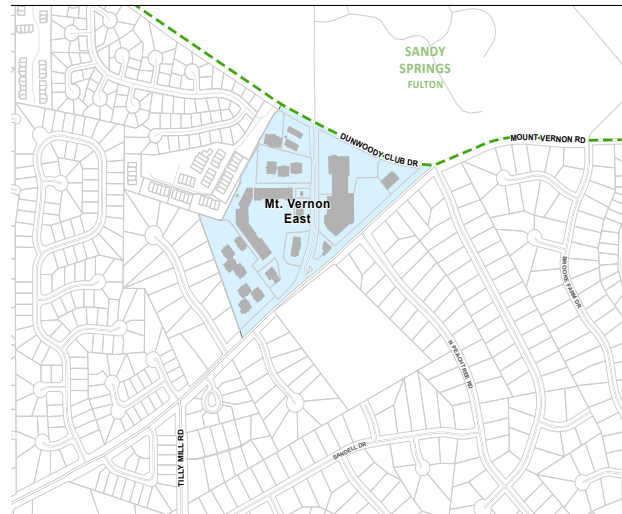 SANDY
SPRINGS
FULTON
DUNWOODY CLUB DR
MOUNT VERNON RD
Mt. Vernon
East
BROOKE FARM DR
N PEACHTREE RD
TILLY MILL RD
SANDELL DR